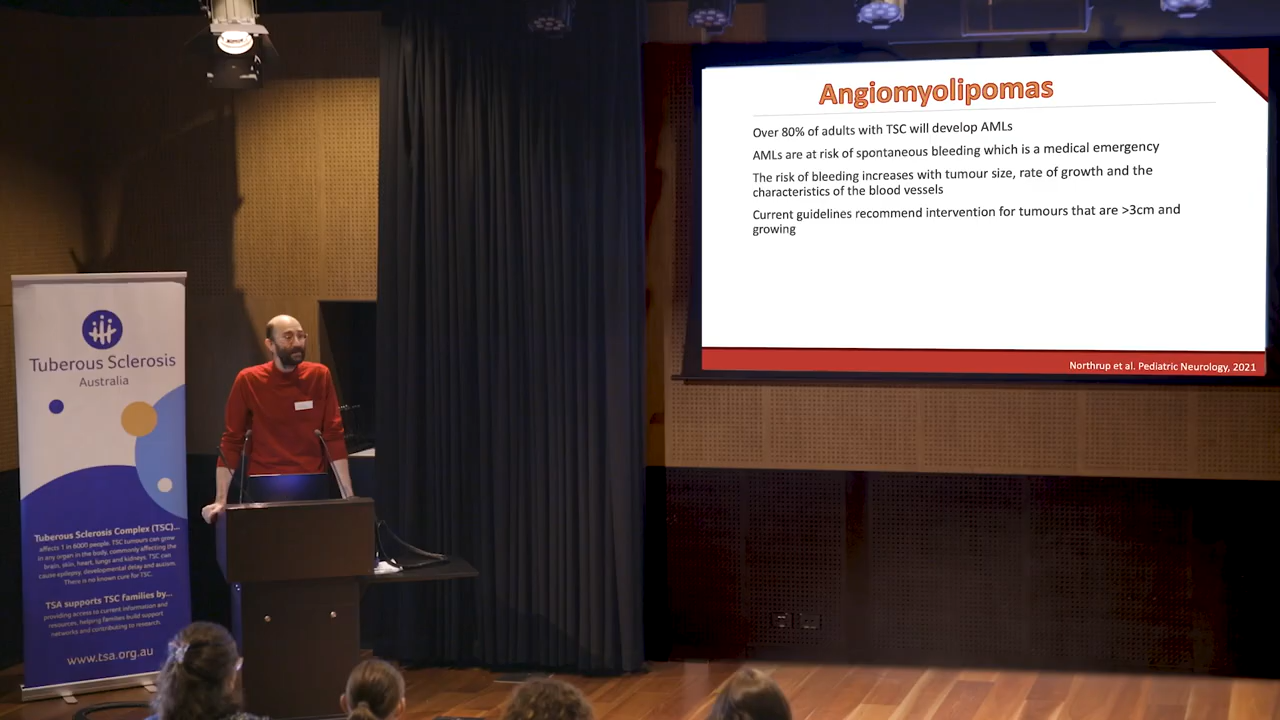 Angiomyolipomas
Over 80% of adults with TSC will develop AMLs
AMLs are at risk of spontaneous bleeding which is a medical emergency
The risk of bleeding increases with tumour size, rate of growth and the
characteristics of the blood vessels
Current guidelines recommend intervention for tumours that are >3cm and
growing
Northrup et al. Pediatric Neurology, 2021
Tuberous Sclerosis
Australia
Tuberous Sclerosis Complex (TSC)...
affects 1 in 6000 people. TSC tumours can grow
in any organ in the body, commonly affecting the
brain, skin, heart, lungs and kidneys. TSC can
cause epilepsy, developmental delay and autism.
There is no known cure for TSC.
TSA supports TSC families by...
providing access to current information and
resources, helping families build support
networks and contributing to research.
www.tsa.org.au